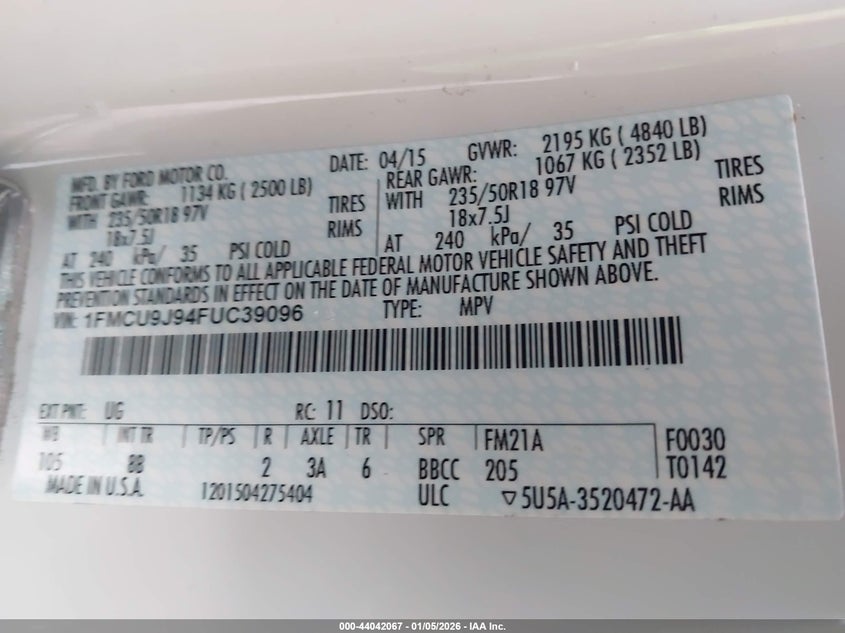 MFD. BY FORD MOTOR CO. DATE: 04/15 GVWR: 2195 KG ( 4840 LB)
FRONT GAWR: 1134 KG ( 2500 LB) REAR GAWR: 1067 KG ( 2352 LB)
WITH 235/50R18 97V TIRES WITH 235/50R18 97V TIRES
18x7.5J RIMS 18x7.5J RIMS
AT 240 kPa/ 35 PSI COLD AT 240 kPa/ 35 PSI COLD
THIS VEHICLE CONFORMS TO ALL APPLICABLE FEDERAL MOTOR VEHICLE SAFETY AND THEFT
PREVENTION STANDARDS IN EFFECT ON THE DATE OF MANUFACTURE SHOWN ABOVE.
VIN: 1FMCU9J94FUC39096 TYPE: MPV
EXT PNT: UG RC: 11 DSO:
WB INT TR TP/PS R AXLE TR SPR FM21A F0030
105 BB 2 3A 6 BBCC 205 T0142
MADE IN U.S.A. 1201504275404 ULC ▽5U5A-3520472-AA
000-44042067 - 01/05/2026 - IAA Inc.